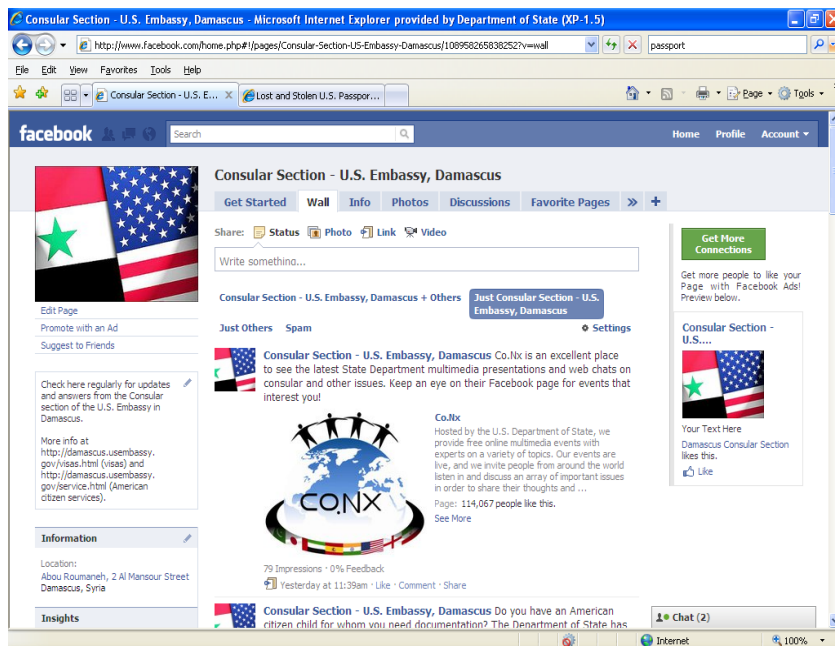 Consular Section - U.S. Embassy, Damascus - Microsoft Internet Explorer provided by Department of State (XP-1.5)
http://www.facebook.com/home.php#!/pages/Consular-Section-US-Embassy-Damascus/108958265838252?v=wall
passport
File Edit View Favorites Tools Help
Consular Section - U.S. E... X
Lost and Stolen U.S. Passpor...
Page Tools
facebook
Search
Home Profile Account
Consular Section - U.S. Embassy, Damascus
Get Started Wall Info Photos Discussions Favorite Pages » +
Share: Status Photo Link Video
Write something...
Consular Section - U.S. Embassy, Damascus + Others
Just Consular Section - U.S.
Embassy, Damascus
Just Others Spam
Settings
Edit Page
Promote with an Ad
Suggest to Friends
Check here regularly for updates
and answers from the Consular
section of the U.S. Embassy in
Damascus.
More info at
http://damascus.usembassy.
gov/visas.html (visas) and
http://damascus.usembassy.
gov/service.html (American
citizen services).
Information
Location:
Abou Roumaneh, 2 Al Mansour Street
Damascus, Syria
Insights
Consular Section - U.S. Embassy, Damascus Co.Nx is an excellent place
to see the latest State Department multimedia presentations and web chats on
consular and other issues. Keep an eye on their Facebook page for events that
interest you!
CO.NX
Co.Nx
Hosted by the U.S. Department of State, we
provide free online multimedia events with
experts on a variety of topics. Our events are
live, and we invite people from around the world
listen in and discuss an array of important issues
in order to share their thoughts and ...
Page: 114,067 people like this.
See More
79 Impressions · 0% Feedback
Yesterday at 11:39am · Like · Comment · Share
Consular Section - U.S. Embassy, Damascus Do you have an American
citizen child for whom you need documentation? The Department of State has
Get More
Connections
Get more people to like your
Page with Facebook Ads!
Preview below.
Consular Section -
U.S....
Your Text Here
Damascus Consular Section
likes this.
Like
Chat (2)
Internet
100%